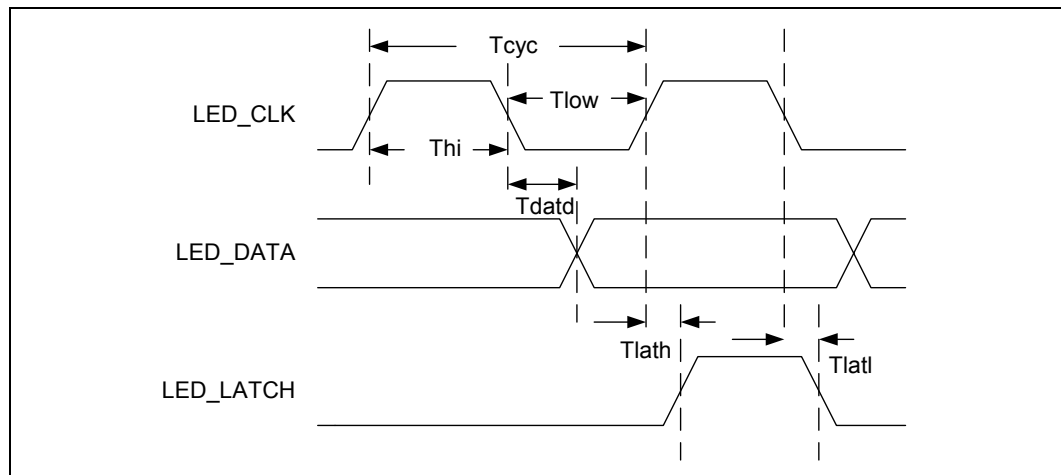 Tcyc
LED_CLK
Tlow
Thi
Tdatd
LED_DATA
Tlath
Tlatl
LED_LATCH